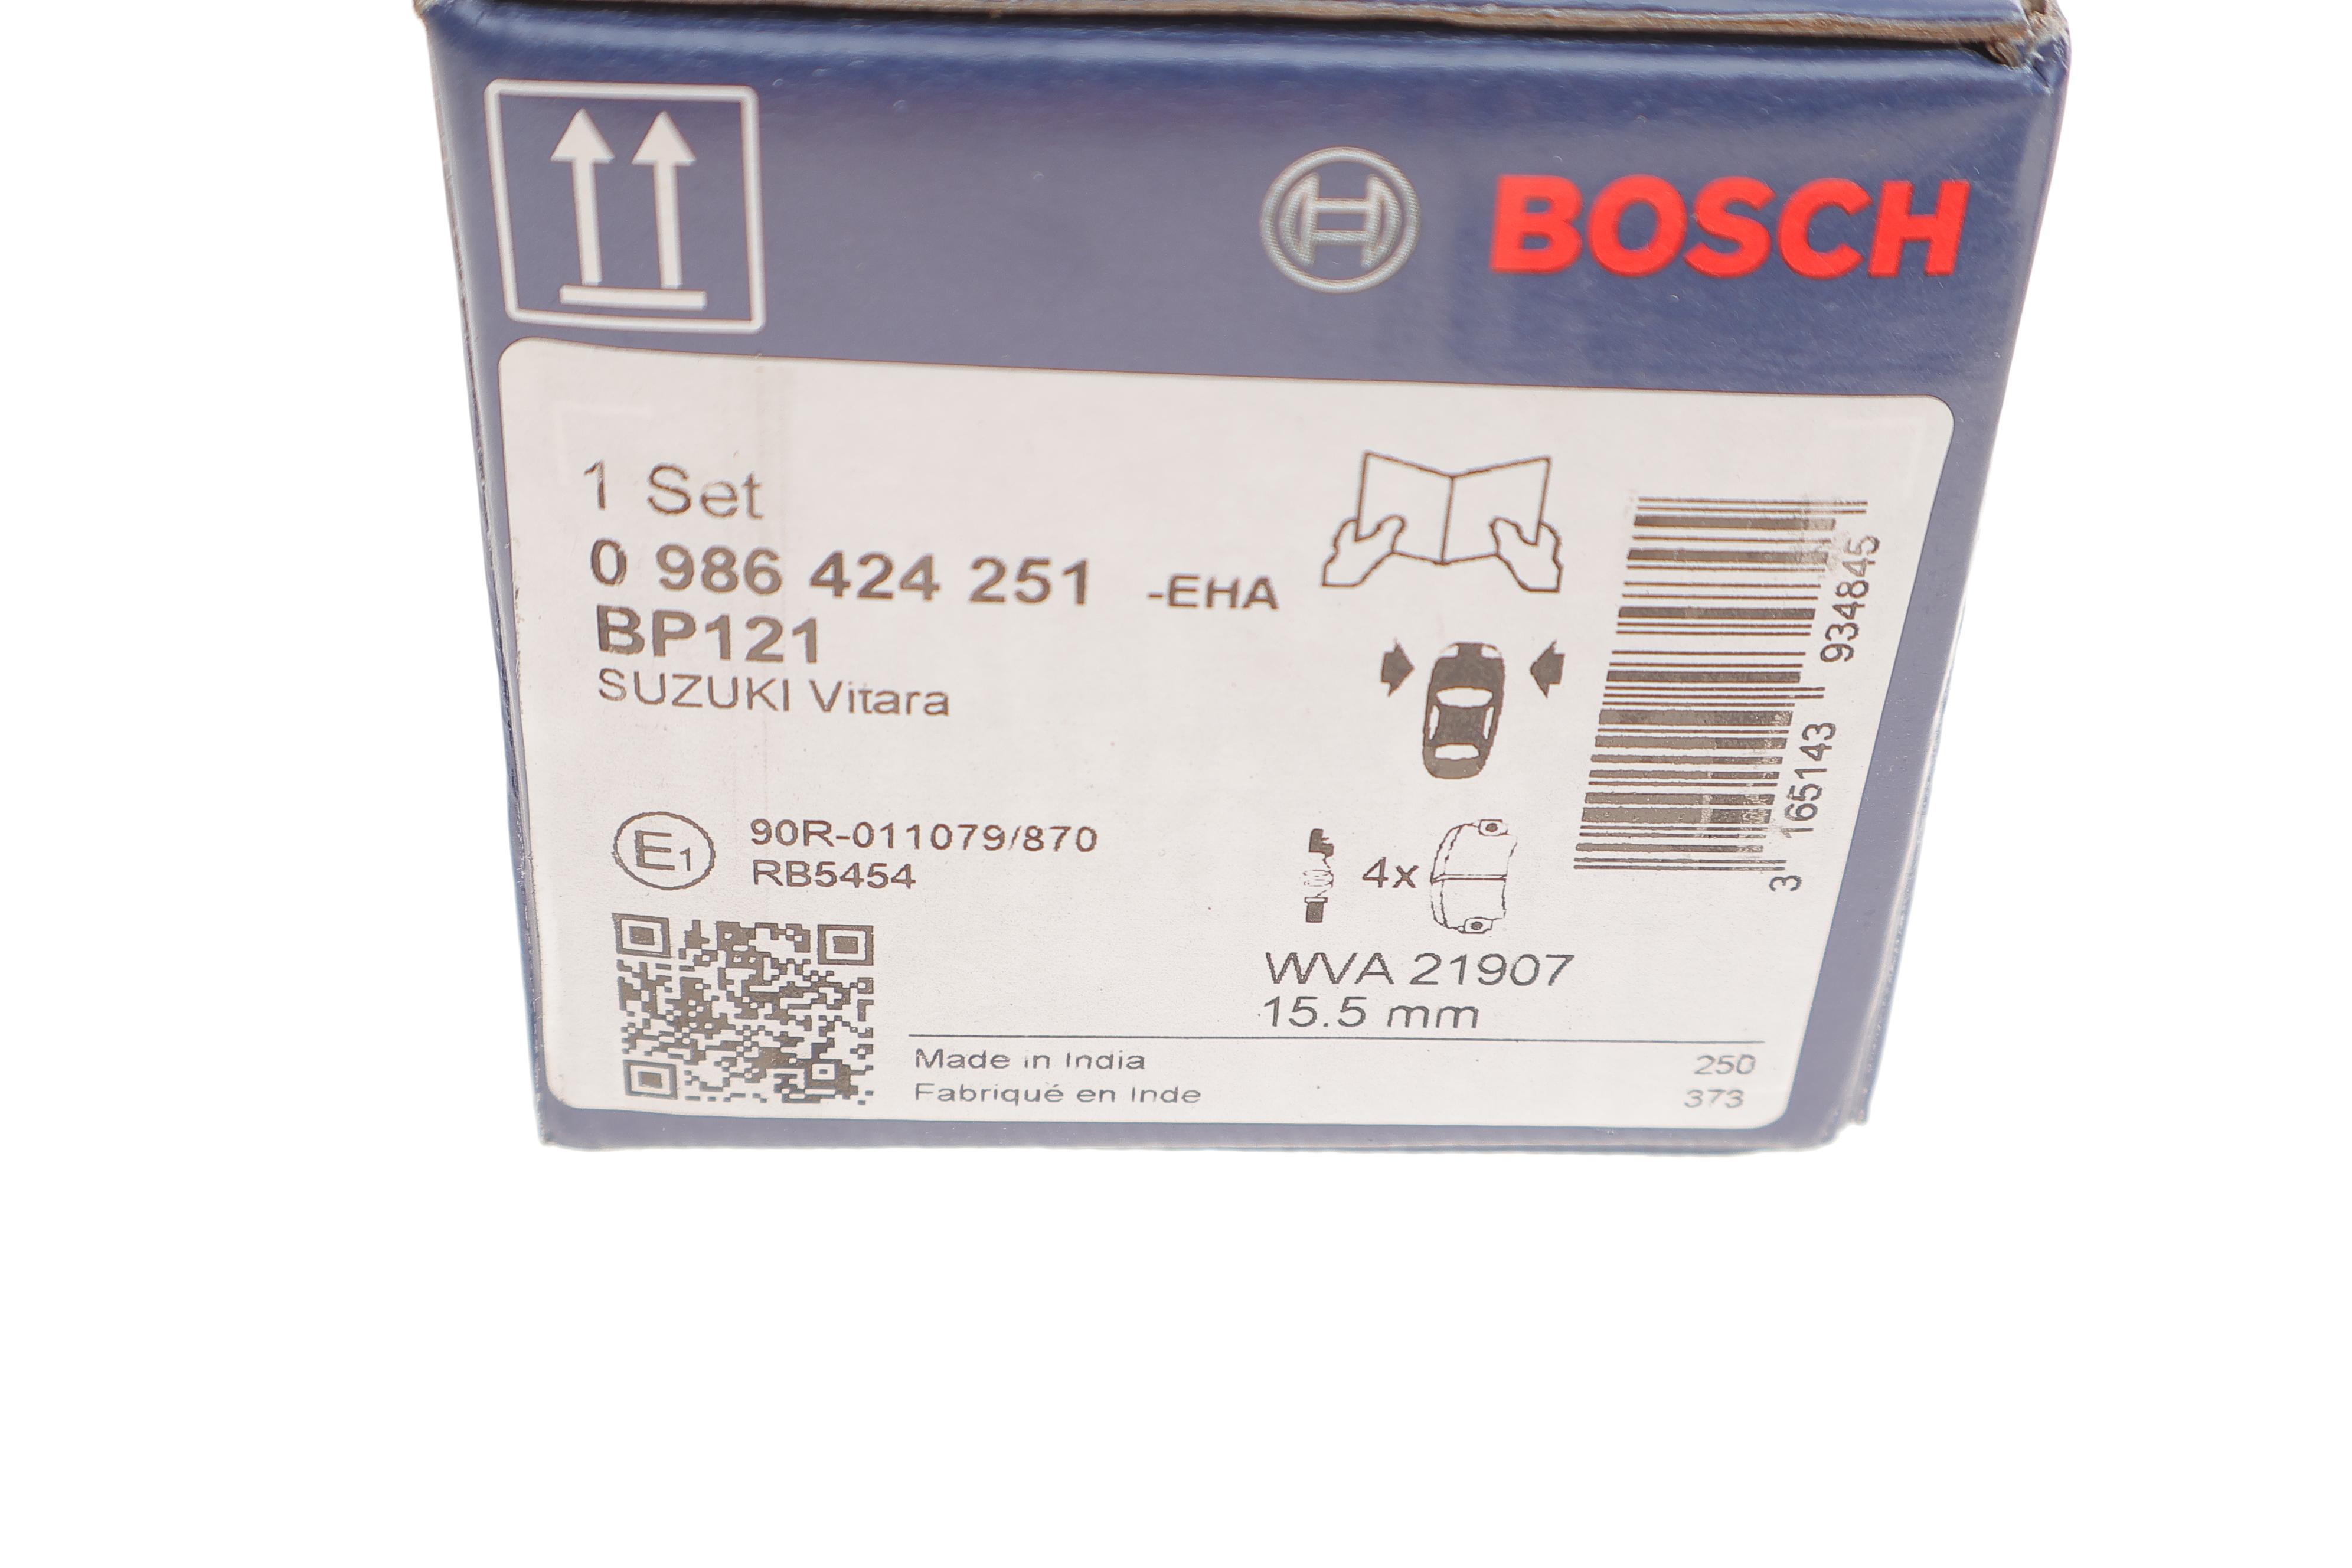 BOSCH
1 Set
0 986 424 251 -EHA
BP121
SUZUKI Vitara
3 165143 934845
E1
90R-011079/870
RB5454
4x
WVA 21907
15.5 mm
Made in India
Fabriqué en Inde
250
373